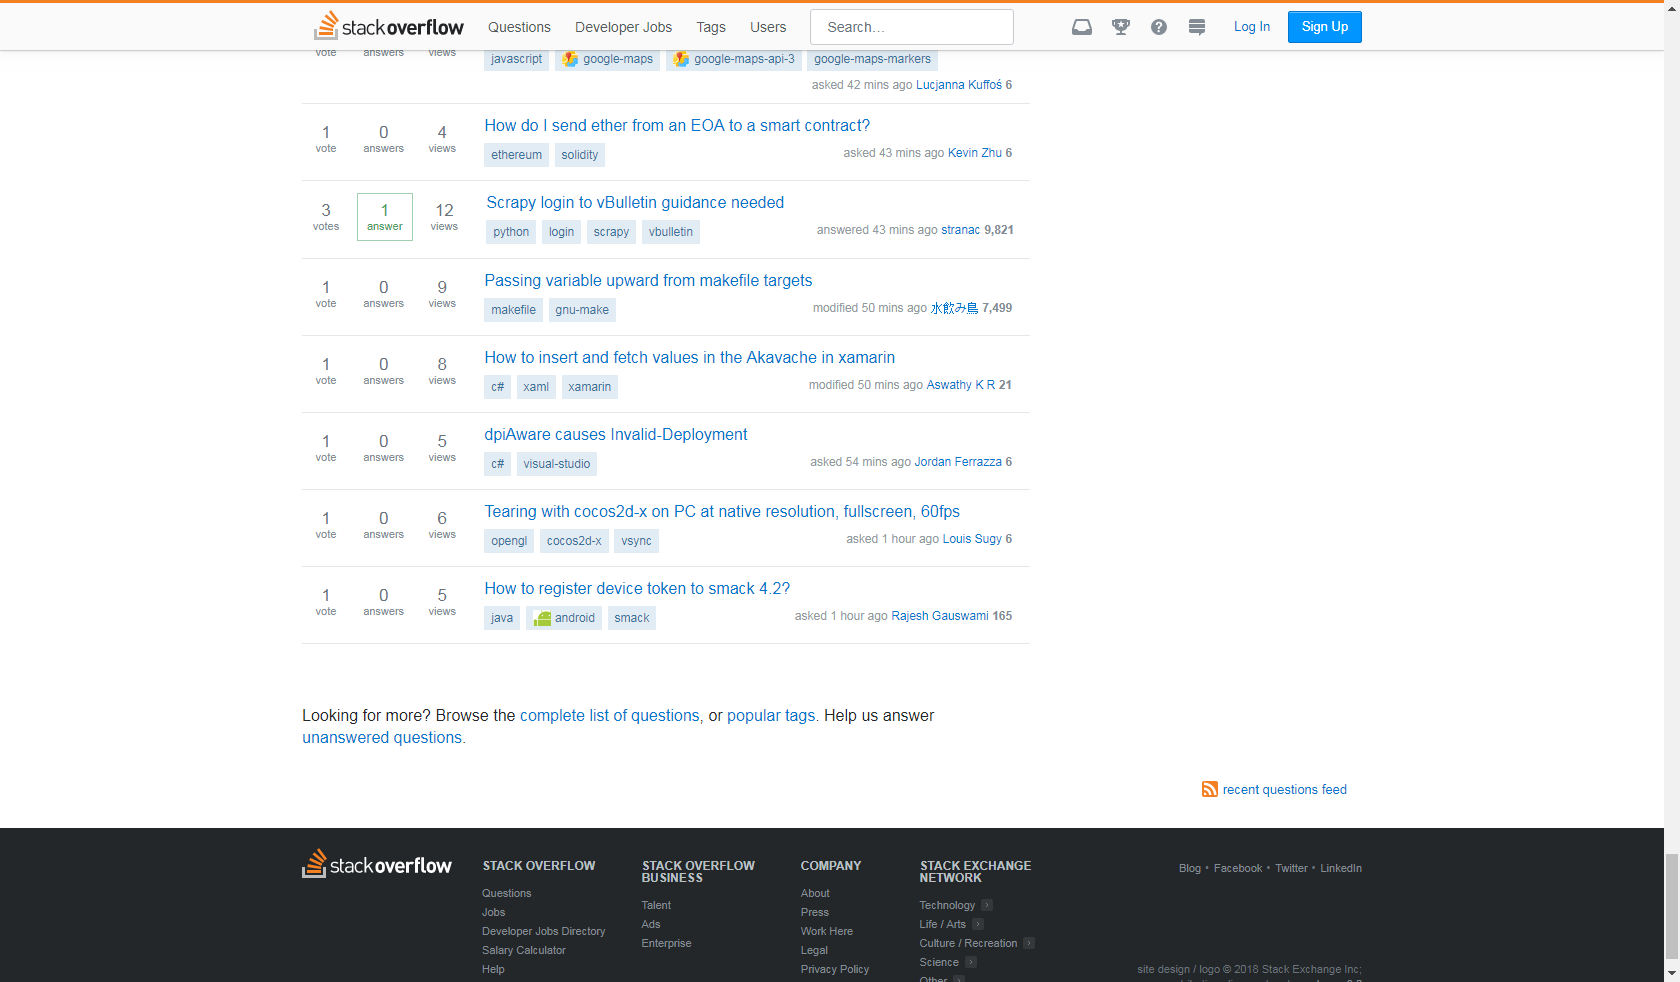 stackoverflow Questions Developer Jobs Tags Users Search... Log In Sign Up
vote answers views javascript google-maps google-maps-api-3 google-maps-markers
asked 42 mins ago Lucjanna Kuffoś 6
1 vote 0 answers 4 views How do I send ether from an EOA to a smart contract?
ethereum solidity asked 43 mins ago Kevin Zhu 6
3 votes 1 answer 12 views Scrapy login to vBulletin guidance needed
python login scrapy vbulletin answered 43 mins ago stranac 9,821
1 vote 0 answers 9 views Passing variable upward from makefile targets
makefile gnu-make modified 50 mins ago 水飲み鳥 7,499
1 vote 0 answers 8 views How to insert and fetch values in the Akavache in xamarin
c# xaml xamarin modified 50 mins ago Aswathy K R 21
1 vote 0 answers 5 views dpiAware causes Invalid-Deployment
c# visual-studio asked 54 mins ago Jordan Ferrazza 6
1 vote 0 answers 6 views Tearing with cocos2d-x on PC at native resolution, fullscreen, 60fps
opengl cocos2d-x vsync asked 1 hour ago Louis Sugy 6
1 vote 0 answers 5 views How to register device token to smack 4.2?
java android smack asked 1 hour ago Rajesh Gauswami 165
Looking for more? Browse the complete list of questions, or popular tags. Help us answer
unanswered questions.
recent questions feed
stackoverflow
STACK OVERFLOW
Questions
Jobs
Developer Jobs Directory
Salary Calculator
Help
STACK OVERFLOW
BUSINESS
Talent
Ads
Enterprise
COMPANY
About
Press
Work Here
Legal
Privacy Policy
STACK EXCHANGE
NETWORK
Technology
Life / Arts
Culture / Recreation
Science
Other
Blog • Facebook • Twitter • LinkedIn
site design / logo © 2018 Stack Exchange Inc;